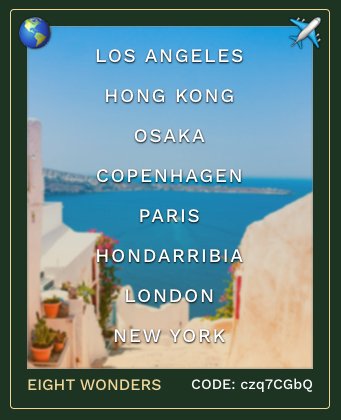 LOS ANGELES
HONG KONG
OSAKA
COPENHAGEN
PARIS
HONDARRIBIA
LONDON
NEW YORK
EIGHT WONDERS CODE: czq7CGbQ